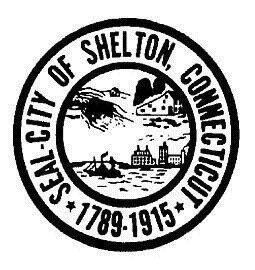 SEAL-CITY OF SHELTON, CONNECTICUT
★1789-1915★